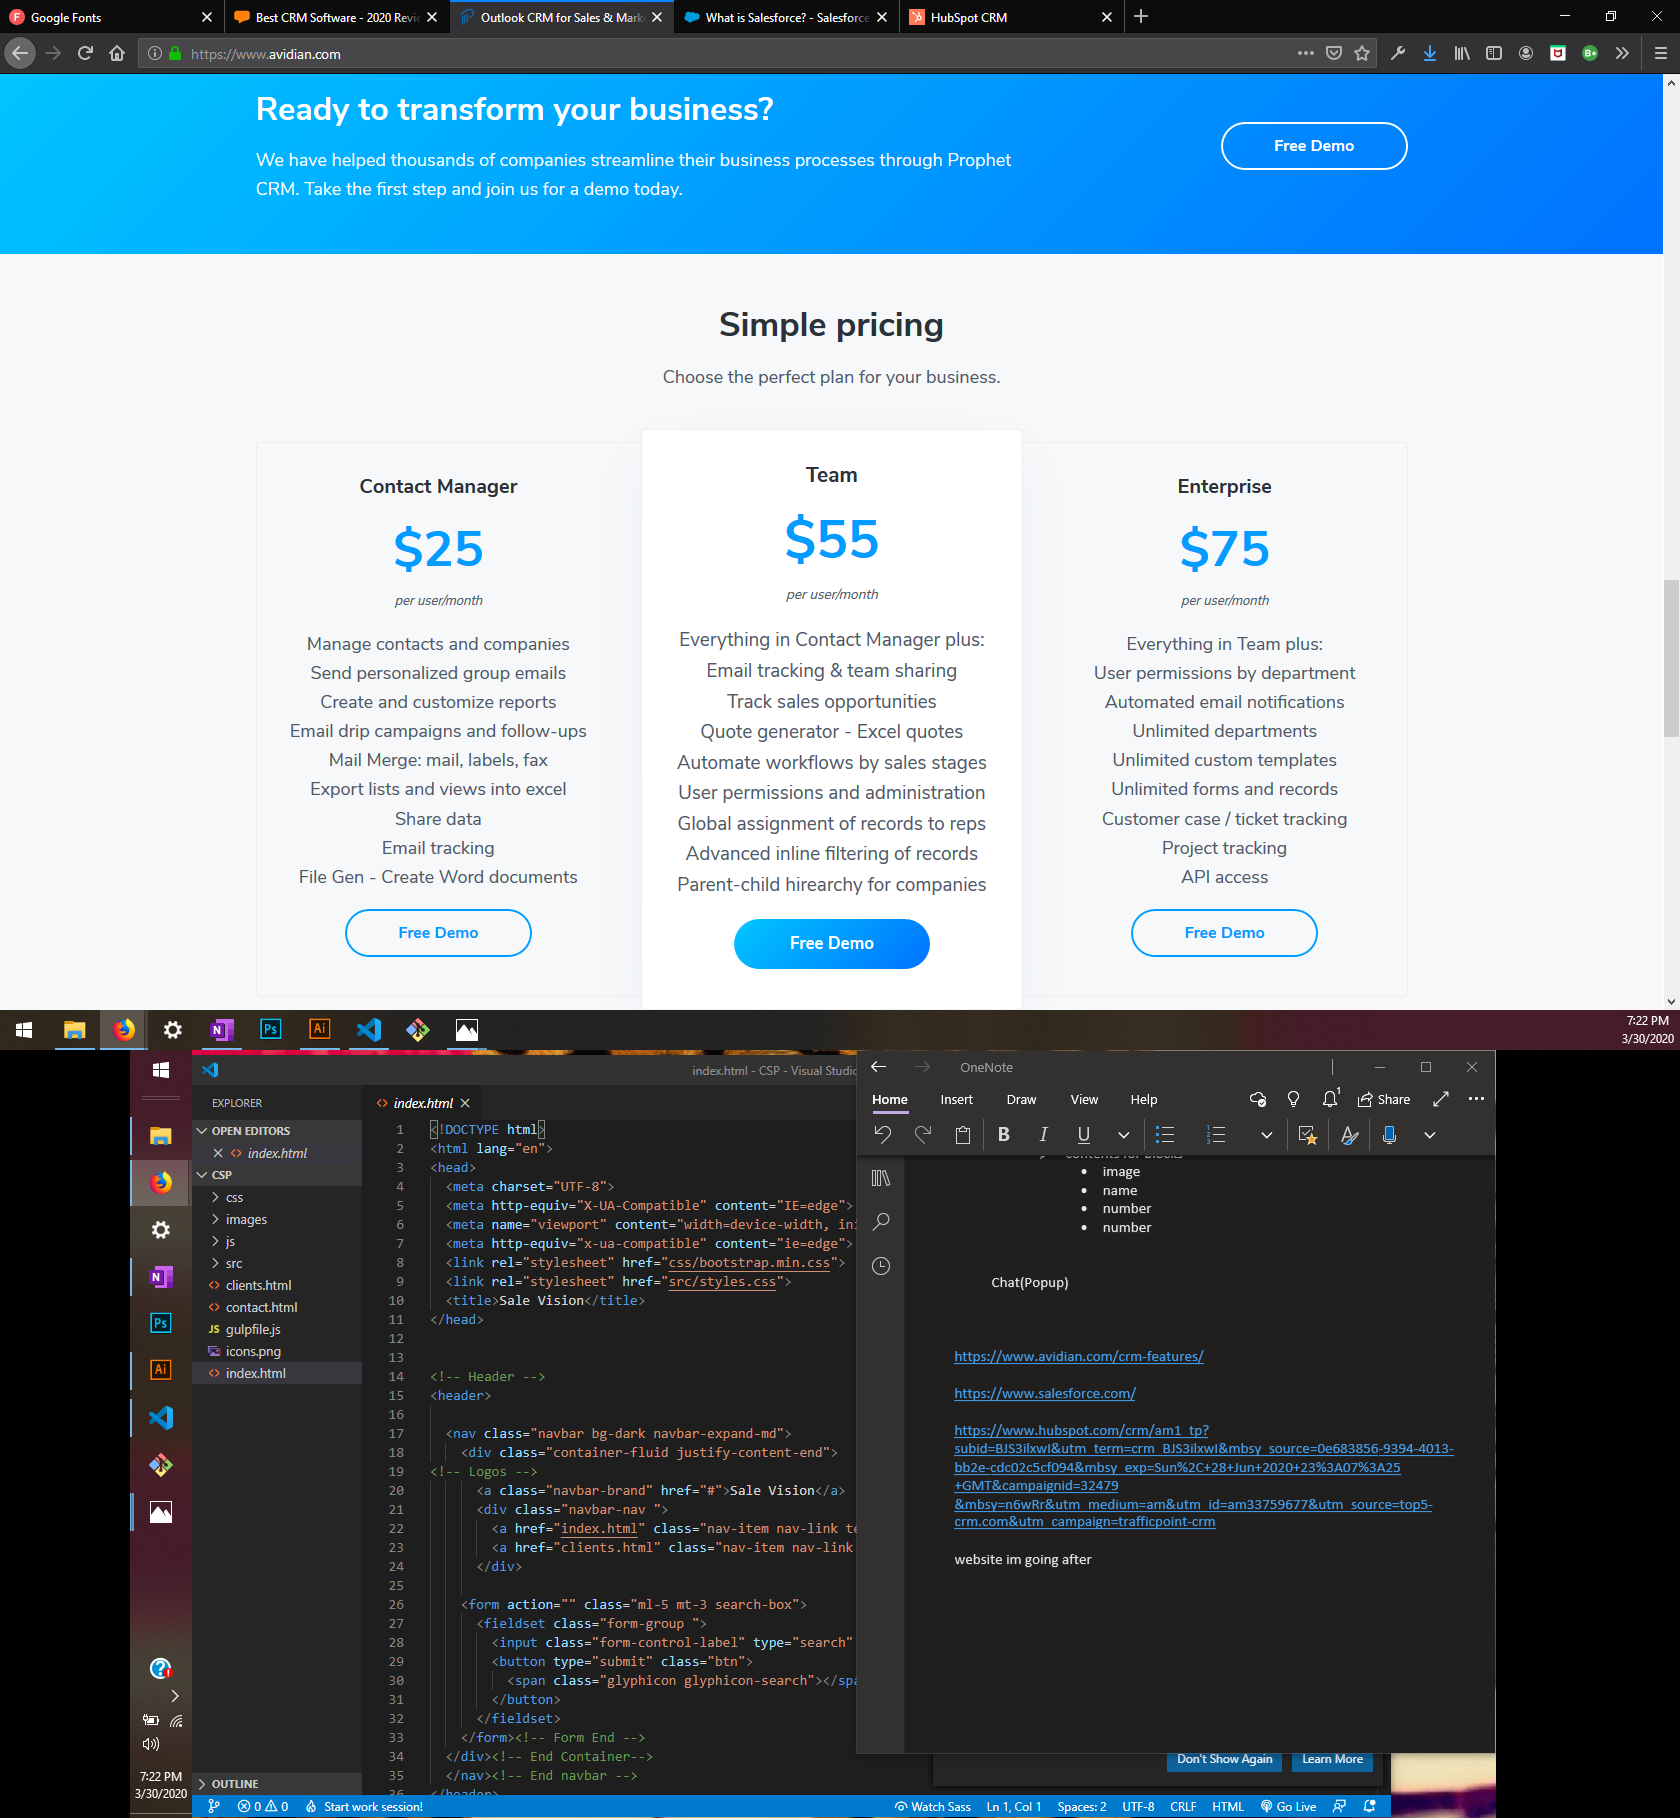 Google Fonts
Best CRM Software - 2020 Revi
Outlook CRM for Sales & Mark
What is Salesforce? - Salesforce
HubSpot CRM
https://www.avidian.com
Ready to transform your business?
We have helped thousands of companies streamline their business processes through Prophet
CRM. Take the first step and join us for a demo today.
Free Demo
Simple pricing
Choose the perfect plan for your business.
Contact Manager
$25
per user/month
Manage contacts and companies
Send personalized group emails
Create and customize reports
Email drip campaigns and follow-ups
Mail Merge: mail, labels, fax
Export lists and views into excel
Share data
Email tracking
File Gen - Create Word documents
Free Demo
Team
$55
per user/month
Everything in Contact Manager plus:
Email tracking & team sharing
Track sales opportunities
Quote generator - Excel quotes
Automate workflows by sales stages
User permissions and administration
Global assignment of records to reps
Advanced inline filtering of records
Parent-child hirearchy for companies
Free Demo
Enterprise
$75
per user/month
Everything in Team plus:
User permissions by department
Automated email notifications
Unlimited departments
Unlimited custom templates
Unlimited forms and records
Customer case / ticket tracking
Project tracking
API access
Free Demo
7:22 PM
3/30/2020
index.html - CSP - Visual Studio
EXPLORER
OPEN EDITORS
index.html
CSP
css
images
js
src
clients.html
contact.html
JS gulpfile.js
icons.png
index.html
OUTLINE
index.html
1 <!DOCTYPE html>
2 <html lang="en">
3 <head>
4 <meta charset="UTF-8">
5 <meta http-equiv="X-UA-Compatible" content="IE=edge">
6 <meta name="viewport" content="width=device-width, ini
7 <meta http-equiv="x-ua-compatible" content="ie=edge">
8 <link rel="stylesheet" href="css/bootstrap.min.css">
9 <link rel="stylesheet" href="src/styles.css">
10 <title>Sale Vision</title>
11 </head>
12
13
14 <!-- Header -->
15 <header>
16
17 <nav class="navbar bg-dark navbar-expand-md">
18 <div class="container-fluid justify-content-end">
19 <!-- Logos -->
20 <a class="navbar-brand" href="#">Sale Vision</a>
21 <div class="navbar-nav ">
22 <a href="index.html" class="nav-item nav-link te
23 <a href="clients.html" class="nav-item nav-link
24 </div>
25
26 <form action="" class="ml-5 mt-3 search-box">
27 <fieldset class="form-group ">
28 <input class="form-control-label" type="search"
29 <button type="submit" class="btn">
30 <span class="glyphicon glyphicon-search"></spa
31 </button>
32 </fieldset>
33 </form><!-- Form End -->
34 </div><!-- End Container-->
35 </nav><!-- End navbar -->
36 </header>
OneNote
Home Insert Draw View Help
1
Share
contents for blocks
• image
• name
• number
• number
Chat(Popup)
https://www.avidian.com/crm-features/
https://www.salesforce.com/
https://www.hubspot.com/crm/am1_tp?
subid=BJS3ilxwI&utm_term=crm_BJS3ilxwI&mbsy_source=0e683856-9394-4013-
bb2e-cdc02c5cf094&mbsy_exp=Sun%2C+28+Jun+2020+23%3A07%3A25
+GMT&campaignid=32479
&mbsy=n6wRr&utm_medium=am&utm_id=am33759677&utm_source=top5-
crm.com&utm_campaign=trafficpoint-crm
website im going after
Don't Show Again
Learn More
7:22 PM
3/30/2020
0 0 Start work session!
Watch Sass Ln 1, Col 1 Spaces: 2 UTF-8 CRLF HTML Go Live